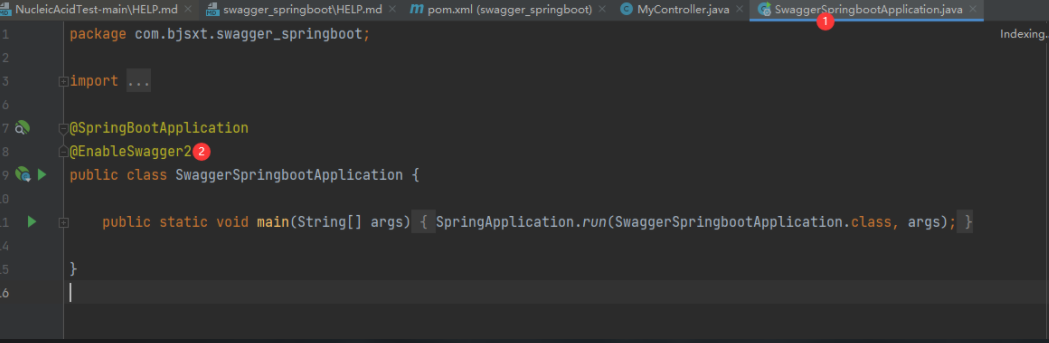 NucleicAcidTest-main\HELP.md swagger_springboot\HELP.md pom.xml (swagger_springboot) MyController.java SwaggerSpringbootApplication.java
1
1 package com.bjsxt.swagger_springboot; Indexing.
2
3 import ...
6
7 @SpringBootApplication
8 @EnableSwagger2 2
9 public class SwaggerSpringbootApplication {
10
11 public static void main(String[] args) { SpringApplication.run(SwaggerSpringbootApplication.class, args); }
14
15 }
16